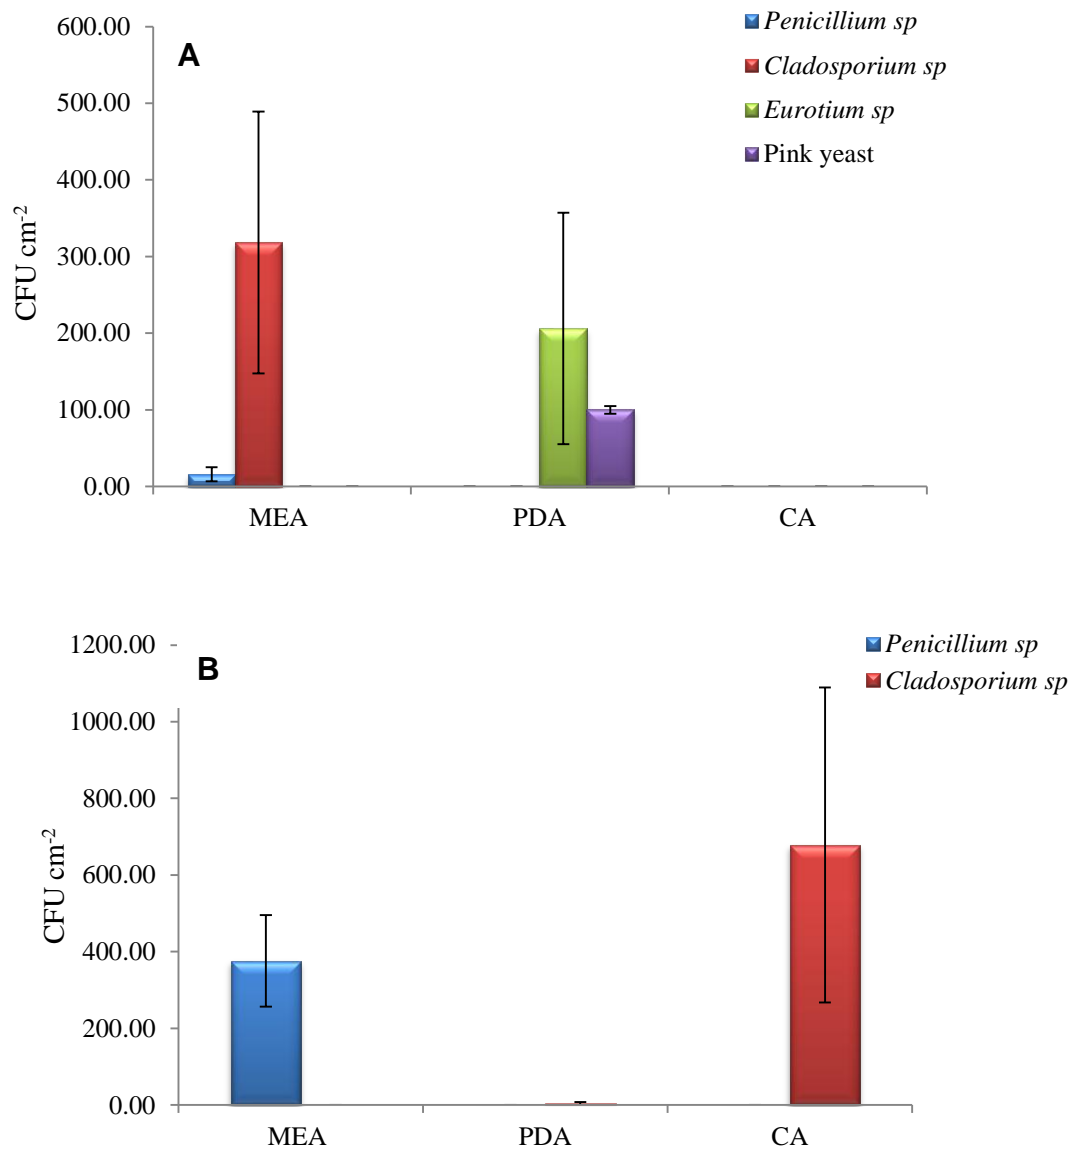 A
600.00
500.00
400.00
300.00
200.00
100.00
0.00
CFU cm-2
MEA
PDA
CA
Penicillium sp
Cladosporium sp
Eurotium sp
Pink yeast
B
1200.00
1000.00
800.00
600.00
400.00
200.00
0.00
CFU cm-2
MEA
PDA
CA
Penicillium sp
Cladosporium sp